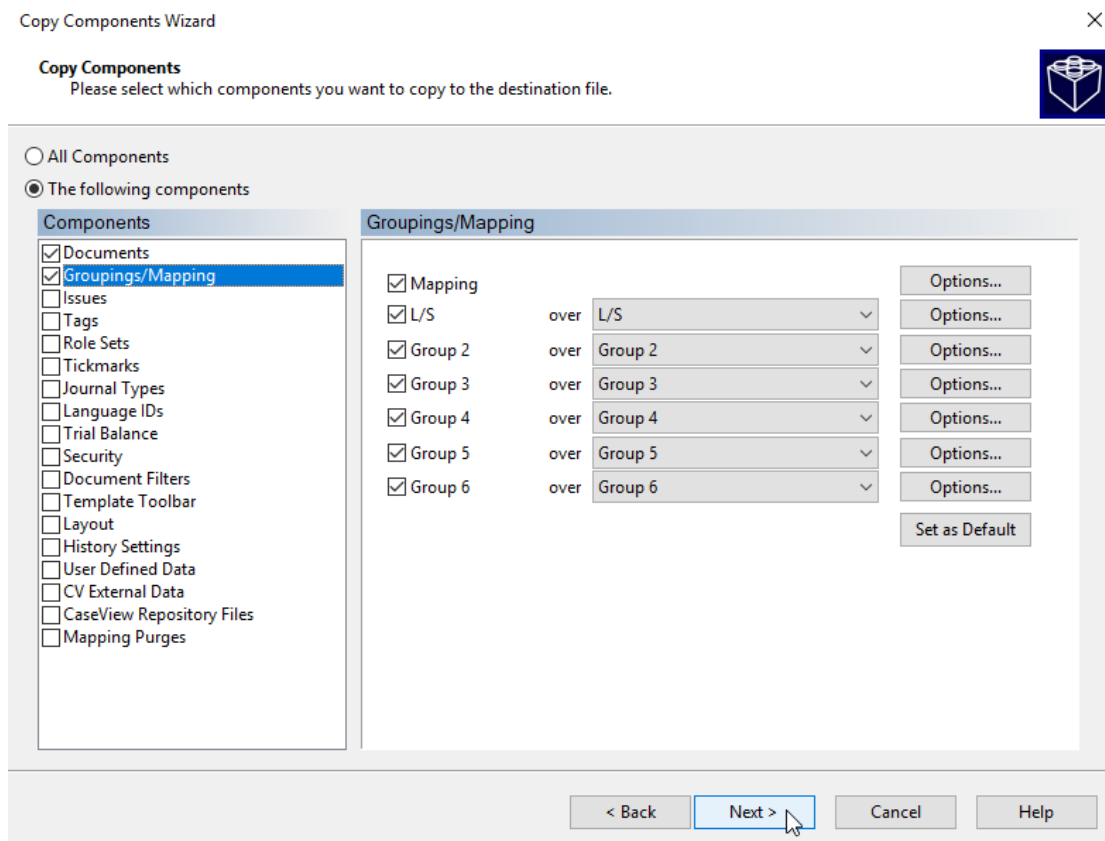 Copy Components Wizard
Copy Components
Please select which components you want to copy to the destination file.
All Components
The following components
Components
Documents
Groupings/Mapping
Issues
Tags
Role Sets
Tickmarks
Journal Types
Language IDs
Trial Balance
Security
Document Filters
Template Toolbar
Layout
History Settings
User Defined Data
CV External Data
CaseView Repository Files
Mapping Purges
Groupings/Mapping
Mapping Options...
L/S over L/S Options...
Group 2 over Group 2 Options...
Group 3 over Group 3 Options...
Group 4 over Group 4 Options...
Group 5 over Group 5 Options...
Group 6 over Group 6 Options...
Set as Default
< Back Next > Cancel Help